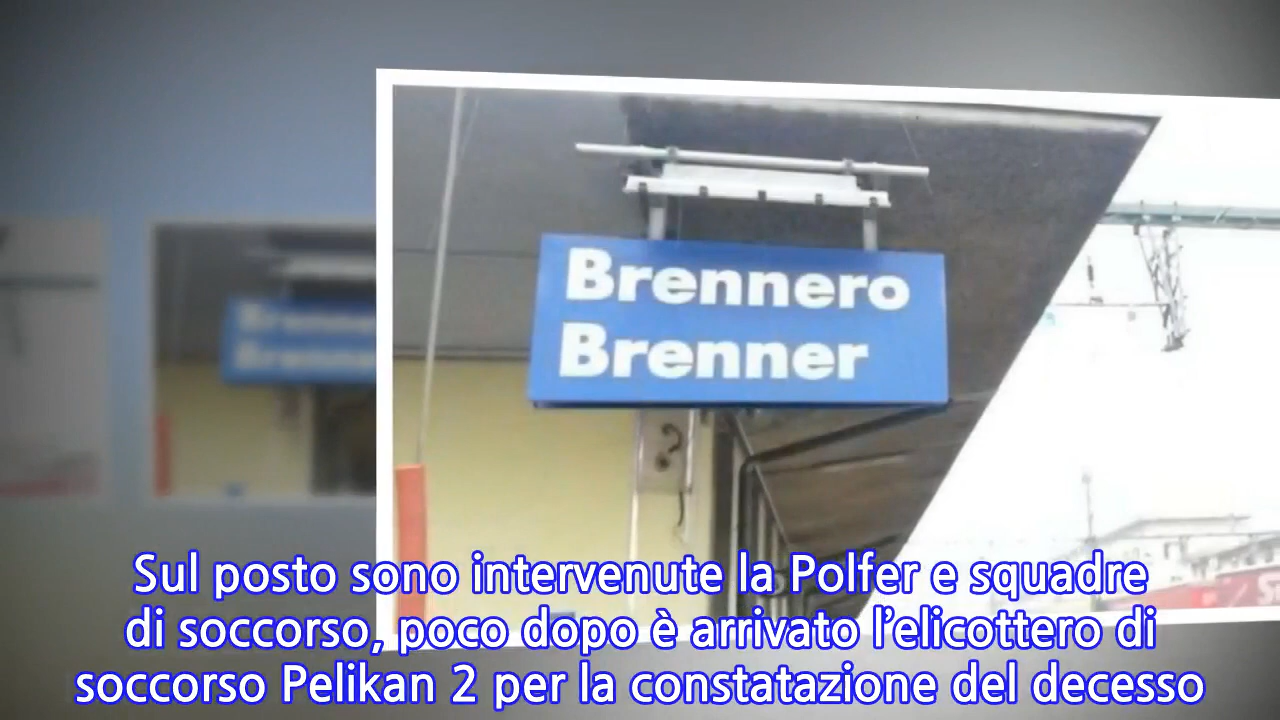 Brennero
Brenner
Sul posto sono intervenute la Polfer e squadre
di soccorso, poco dopo è arrivato l'elicottero di
soccorso Pelikan 2 per la constatazione del decesso